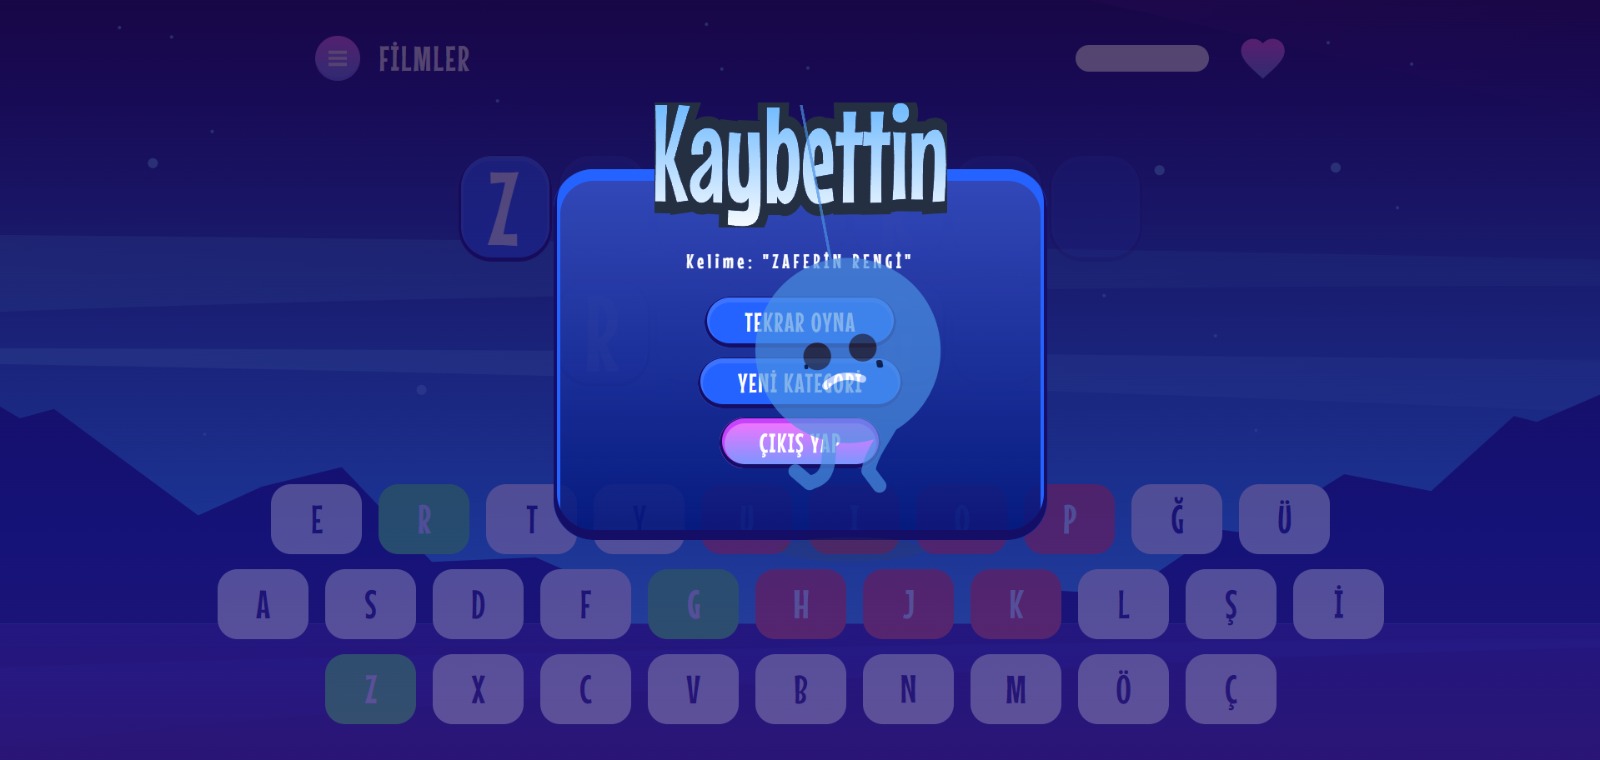 FİLMLER
Kaybettin
Z
Kelime: "ZAFERİN RENGİ"
R
TEKRAR OYNA
YENİ KATEGORİ
ÇIKIŞ YAP
E R T Y U I O P Ğ Ü
A S D F G H J K L Ş İ
Z X C V B N M Ö Ç